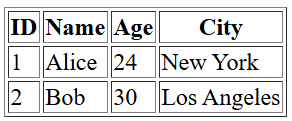 ID Name Age City
1 Alice 24 New York
2 Bob 30 Los Angeles